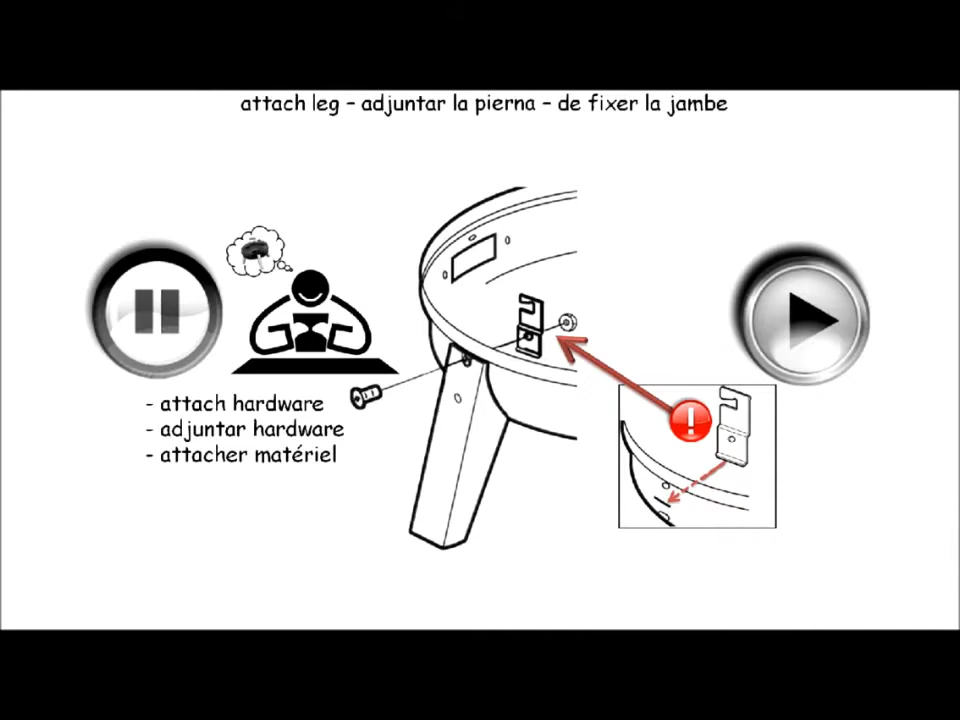 attach leg – adjuntar la pierna – de fixer la jambe
- attach hardware
- adjuntar hardware
- attacher matériel
!